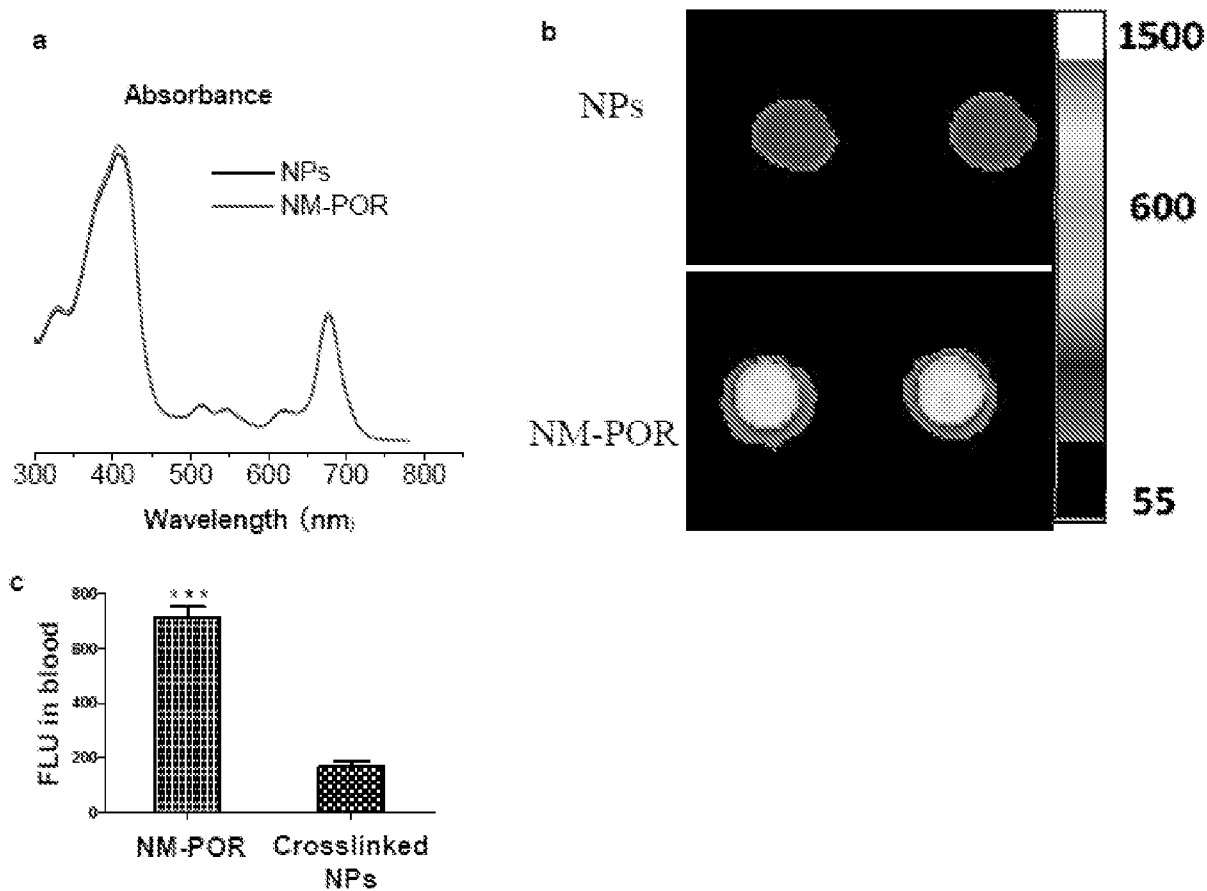 a
Absorbance
NPs
NM-POR
300 400 500 600 700 800
Wavelength (nm)
b
NPs
NM-POR
1500
600
55
c
FLU in blood
800
600
400
200
0
***
NM-POR
Crosslinked
NPs